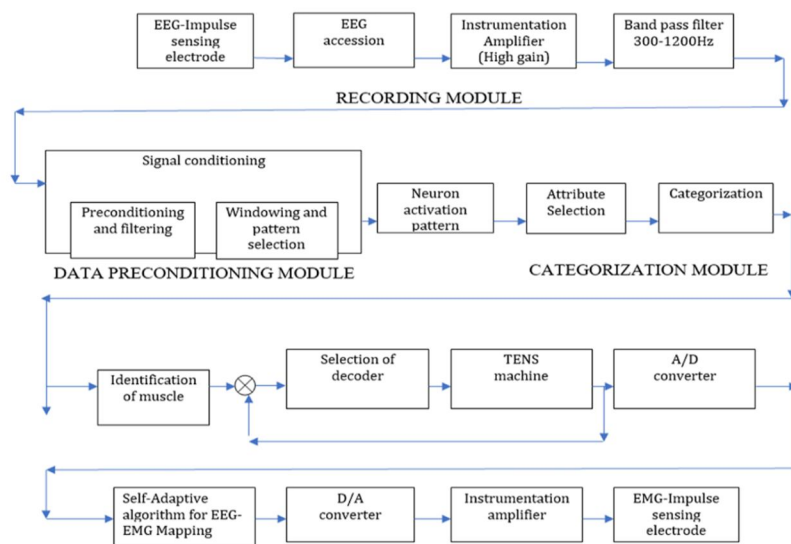 EEG-Impulse
sensing
electrode
EEG
accession
Instrumentation
Amplifier
(High gain)
Band pass filter
300-1200Hz
RECORDING MODULE
Signal conditioning
Preconditioning
and filtering
Windowing and
pattern
selection
Neuron
activation
pattern
Attribute
Selection
Categorization
DATA PRECONDITIONING MODULE
CATEGORIZATION MODULE
Identification
of muscle
Selection of
decoder
TENS
machine
A/D
converter
Self-Adaptive
algorithm for EEG-
EMG Mapping
D/A
converter
Instrumentation
amplifier
EMG-Impulse
sensing
electrode